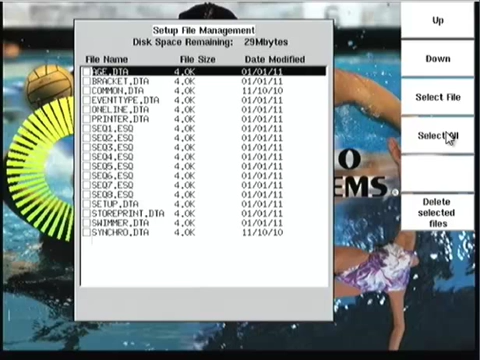 Setup File Management
Disk Space Remaining: 29Mbytes
File Name File Size Date Modified
AGE.DTA 4.0K 01/01/11
BRACKET.DTA 4.0K 01/01/11
COMMON.DTA 4.0K 11/10/10
EVENTTYPE.DTA 4.0K 01/01/11
ONELINE.DTA 4.0K 01/01/11
PRINTER.DTA 4.0K 01/01/11
SEQ1.ESQ 4.0K 01/01/11
SEQ2.ESQ 4.0K 01/01/11
SEQ3.ESQ 4.0K 01/01/11
SEQ4.ESQ 4.0K 01/01/11
SEQ5.ESQ 4.0K 01/01/11
SEQ6.ESQ 4.0K 01/01/11
SEQ7.ESQ 4.0K 01/01/11
SEQ8.ESQ 4.0K 01/01/11
SETUP.DTA 4.0K 01/01/11
STOREPRINT.DTA 4.0K 01/01/11
SWIMMER.DTA 4.0K 01/01/11
SYNCHRO.DTA 4.0K 11/10/10
Up
Down
Select File
Select All
Delete
selected
files
O
EMS.